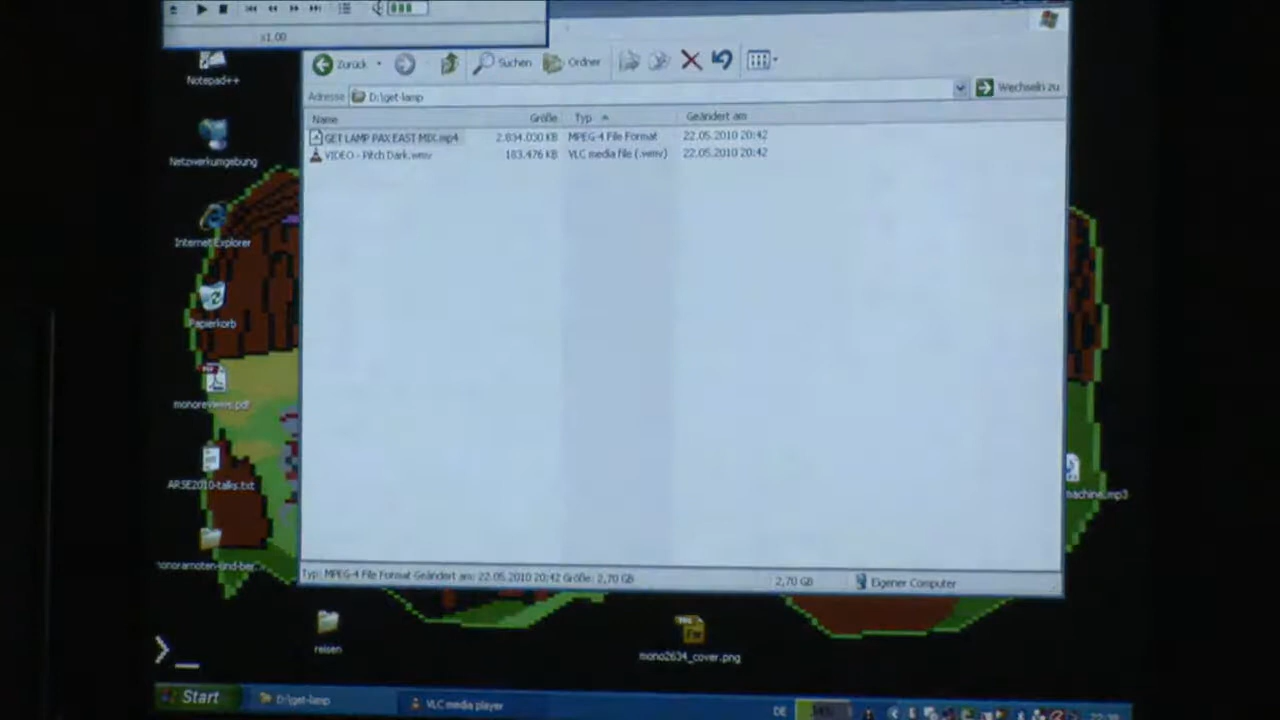 x1.00
Notepad++
Zurück
Suchen
Ordner
Adresse
D:\get-lamp
Wechseln zu
Name
Größe
Typ
Geändert am
GET LAMP PAX EAST MIX.mp4
2.834.030 KB
MPEG-4 File Format
22.05.2010 20:42
VIDEO - Pitch Dark.wmv
183.476 KB
VLC media file (.wmv)
22.05.2010 20:42
Netzwerkumgebung
Internet Explorer
Papierkorb
monoreviews.pdf
ARSE2010-talks.txt
machine.mp3
Typ: MPEG-4 File Format Geändert am: 22.05.2010 20:42 Größe: 2,70 GB
2,70 GB
Eigener Computer
reisen
mono2634_cover.png
Start
D:\get-lamp
VLC media player
DE